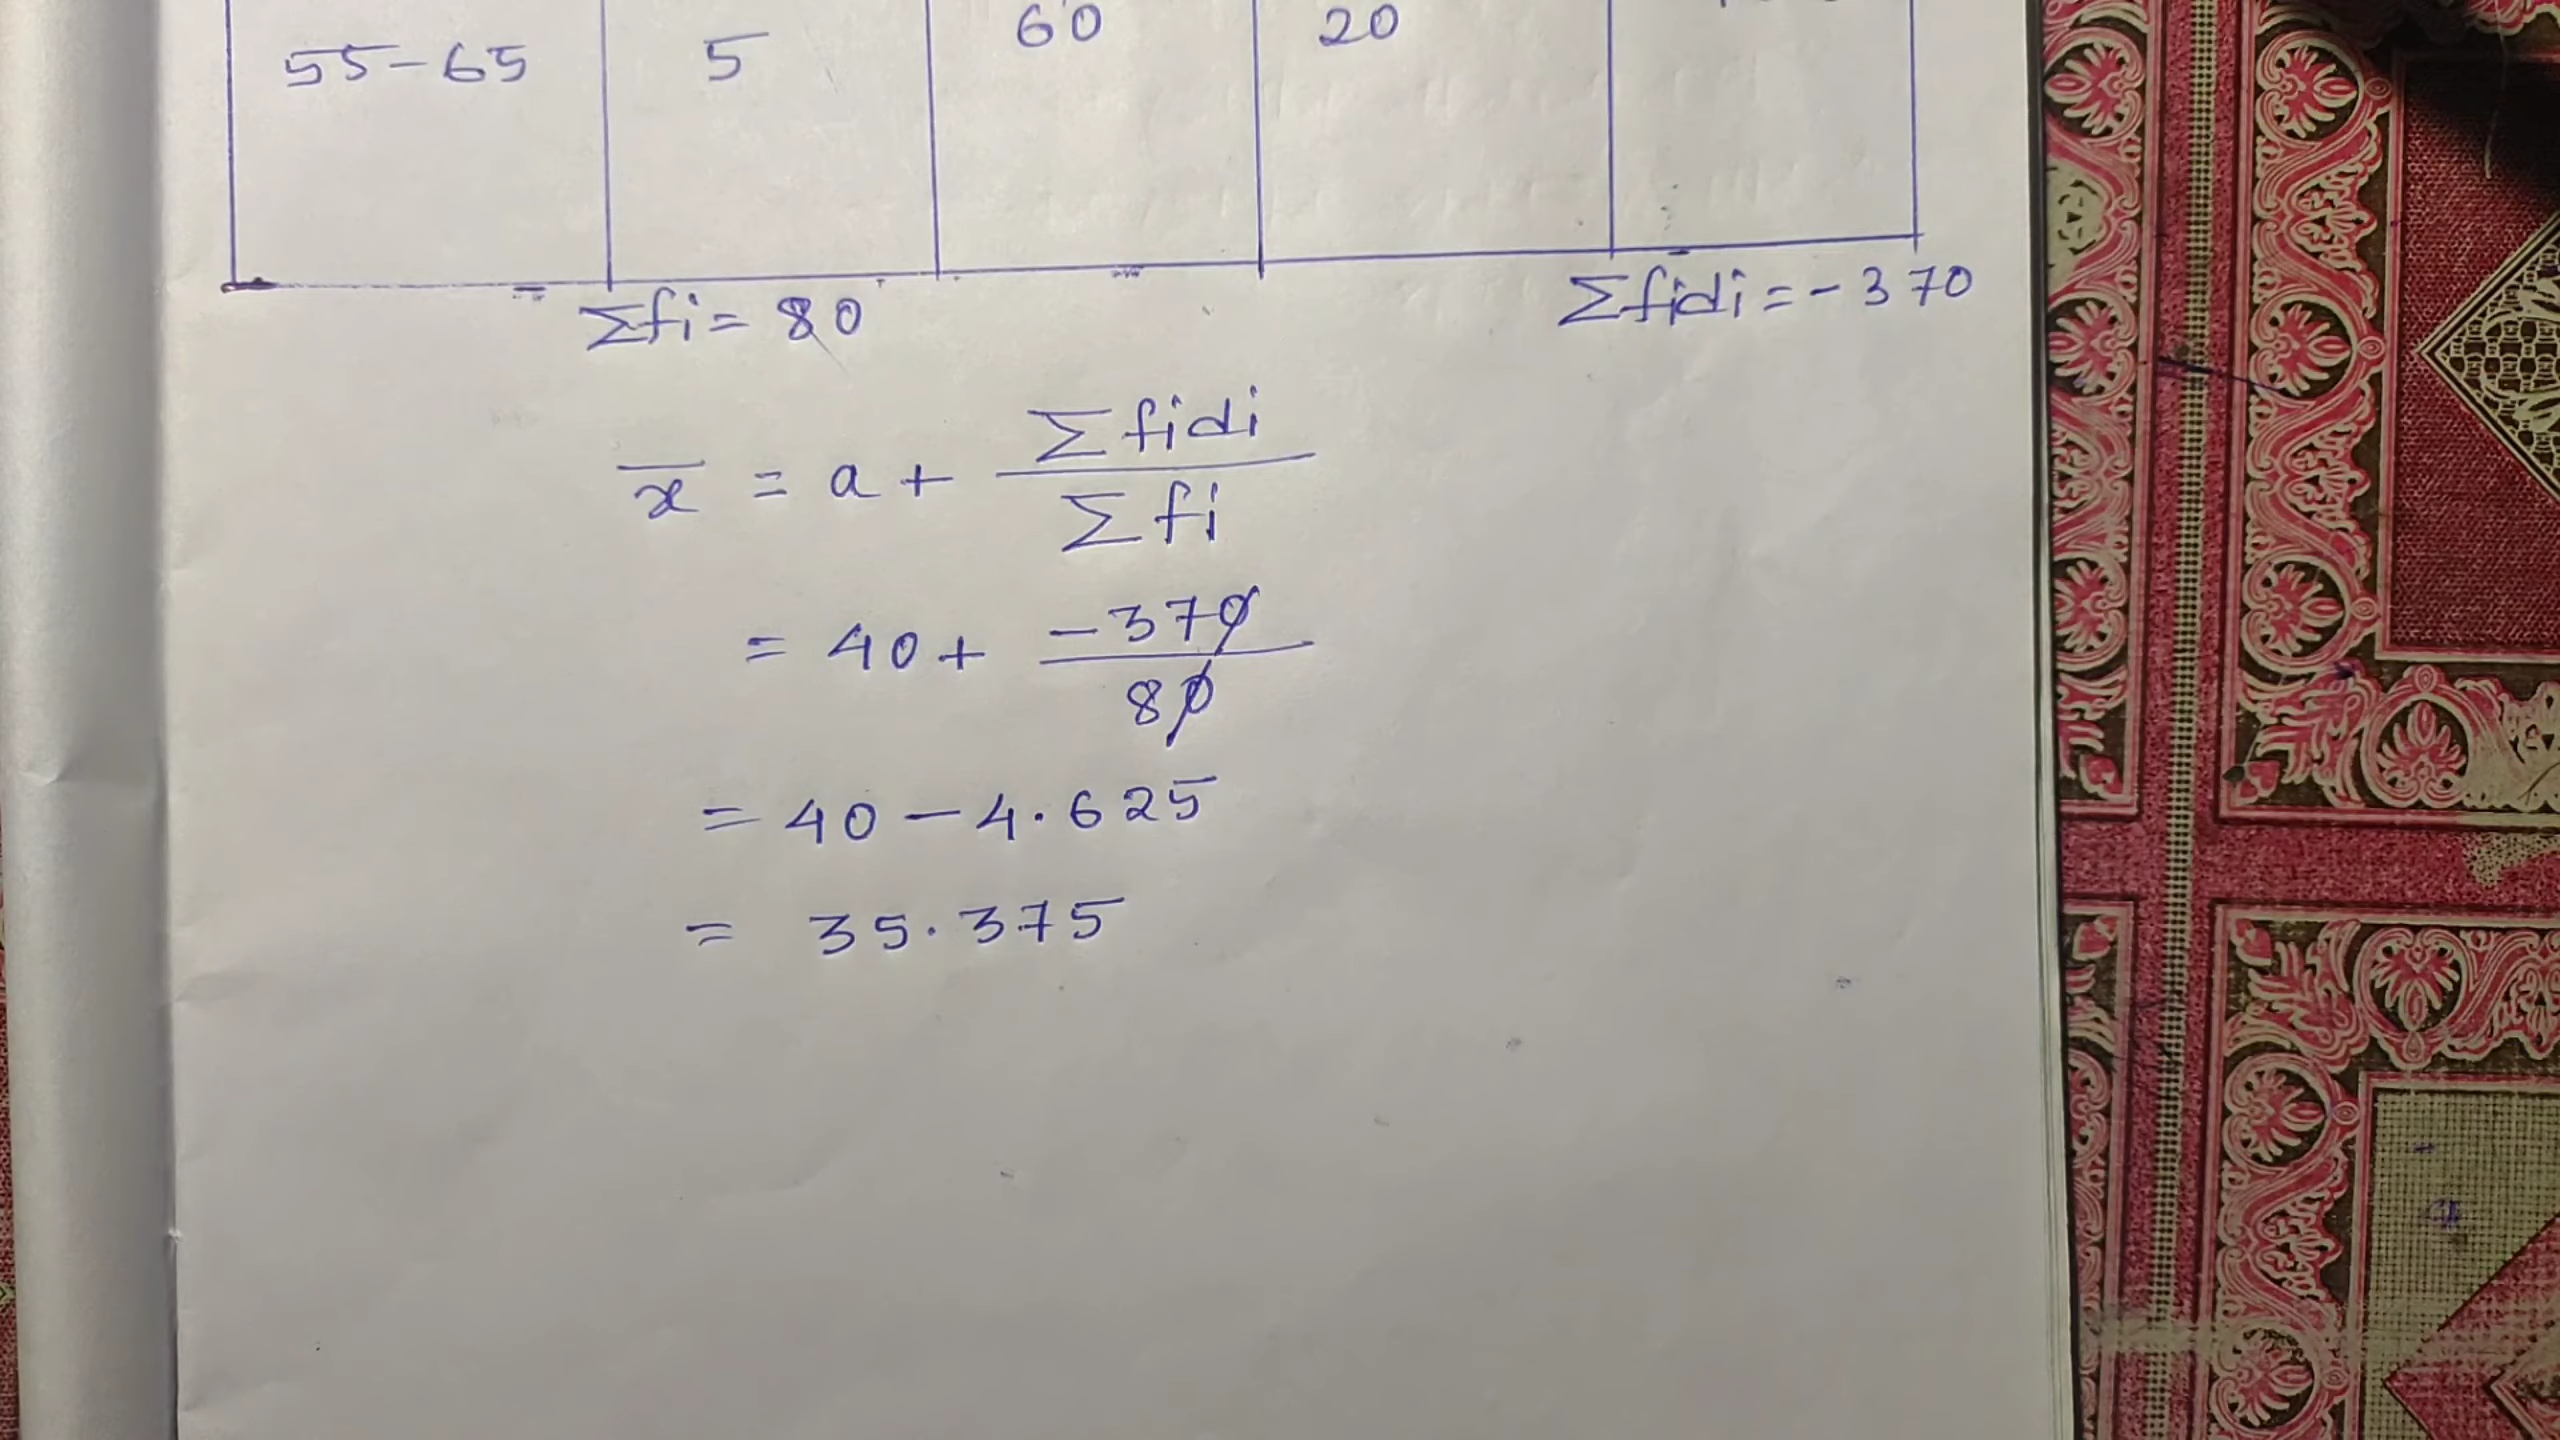 55-65 5 60 20
Σfi = 80 Σfidi = - 370
x̄ = a + Σfidi / Σfi
= 40 + -370 / 80
= 40 - 4.625
= 35.375